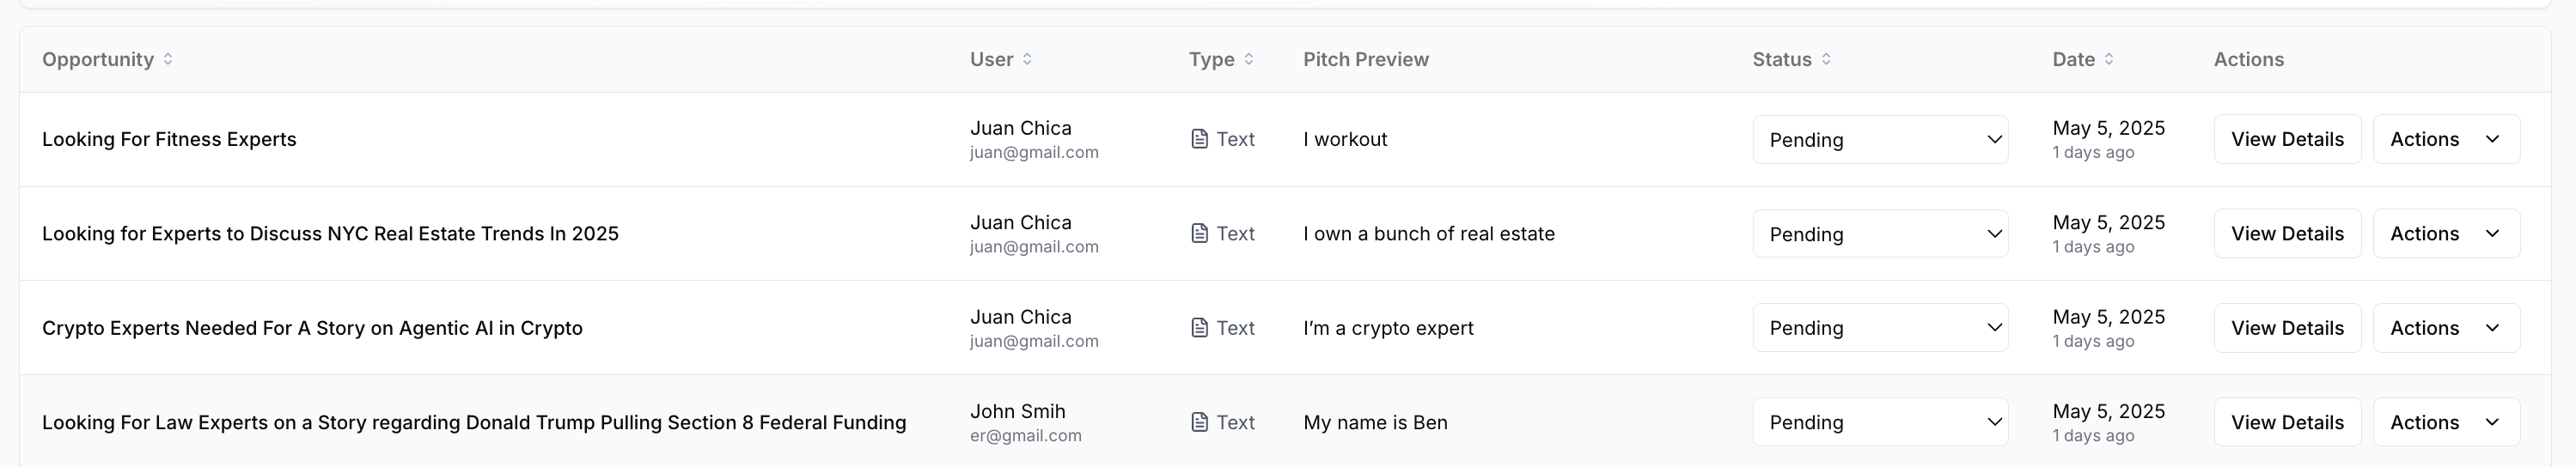 Opportunity User Type Pitch Preview Status Date Actions
Looking For Fitness Experts
Juan Chica
juan@gmail.com
Text
I workout
Pending
May 5, 2025
1 days ago
View Details
Actions
Looking for Experts to Discuss NYC Real Estate Trends In 2025
Juan Chica
juan@gmail.com
Text
I own a bunch of real estate
Pending
May 5, 2025
1 days ago
View Details
Actions
Crypto Experts Needed For A Story on Agentic AI in Crypto
Juan Chica
juan@gmail.com
Text
I’m a crypto expert
Pending
May 5, 2025
1 days ago
View Details
Actions
Looking For Law Experts on a Story regarding Donald Trump Pulling Section 8 Federal Funding
John Smih
er@gmail.com
Text
My name is Ben
Pending
May 5, 2025
1 days ago
View Details
Actions